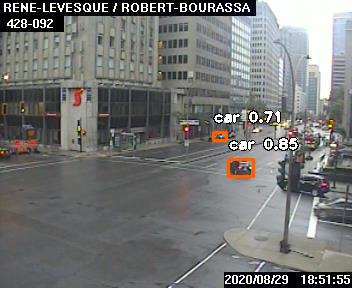 RENE-LEVESQUE / ROBERT-BOURASSA
428-092
car 0.71
car 0.85
2020/08/29 18:51:55